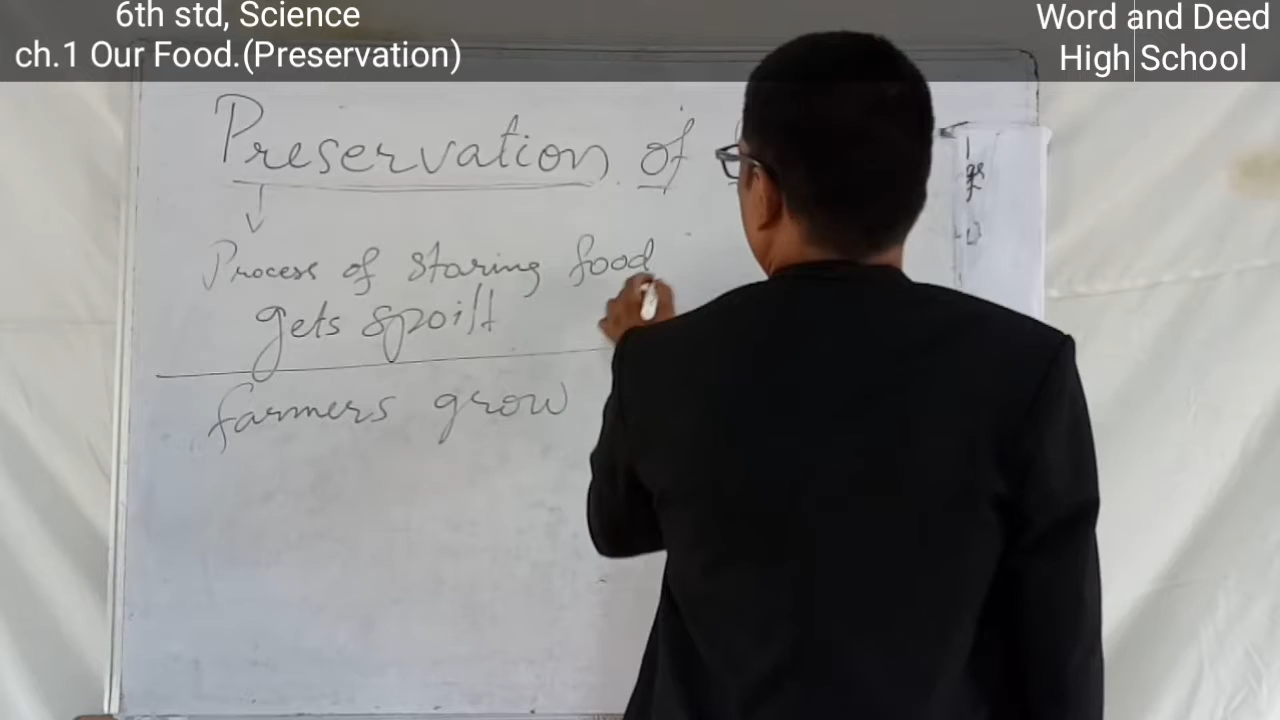 6th std, Science
ch.1 Our Food.(Preservation)
Word and Deed
High School
Preservation of
Process of staring food
gets spoilt
farmers grow